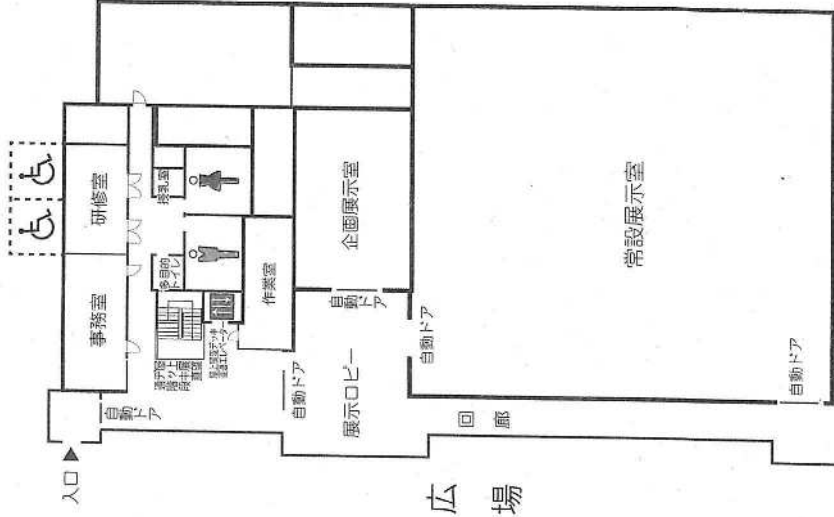 入口
自動ドア
事務室
研修室
多目的
トイレ
授乳室
作業室
自動ドア
展示ロビー
自動ドア
企画展示室
自動ドア
常設展示室
自動ドア
回廊
広場